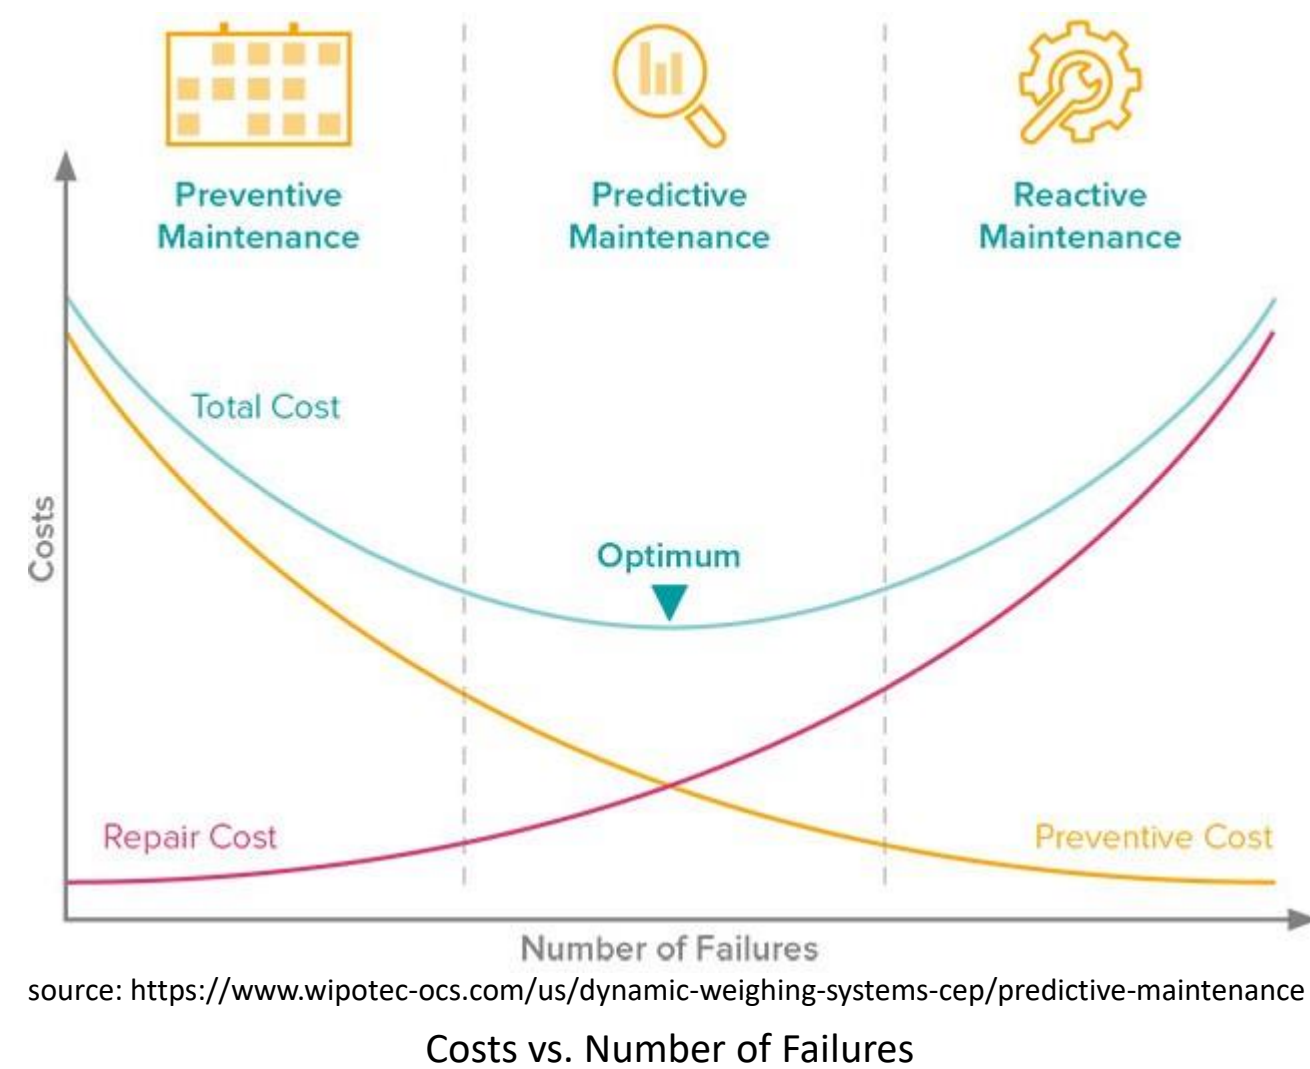 Preventive
Maintenance
Predictive
Maintenance
Reactive
Maintenance
Total Cost
Costs
Optimum
Repair Cost
Preventive Cost
Number of Failures
source: https://www.wipotec-ocs.com/us/dynamic-weighing-systems-cep/predictive-maintenance
Costs vs. Number of Failures